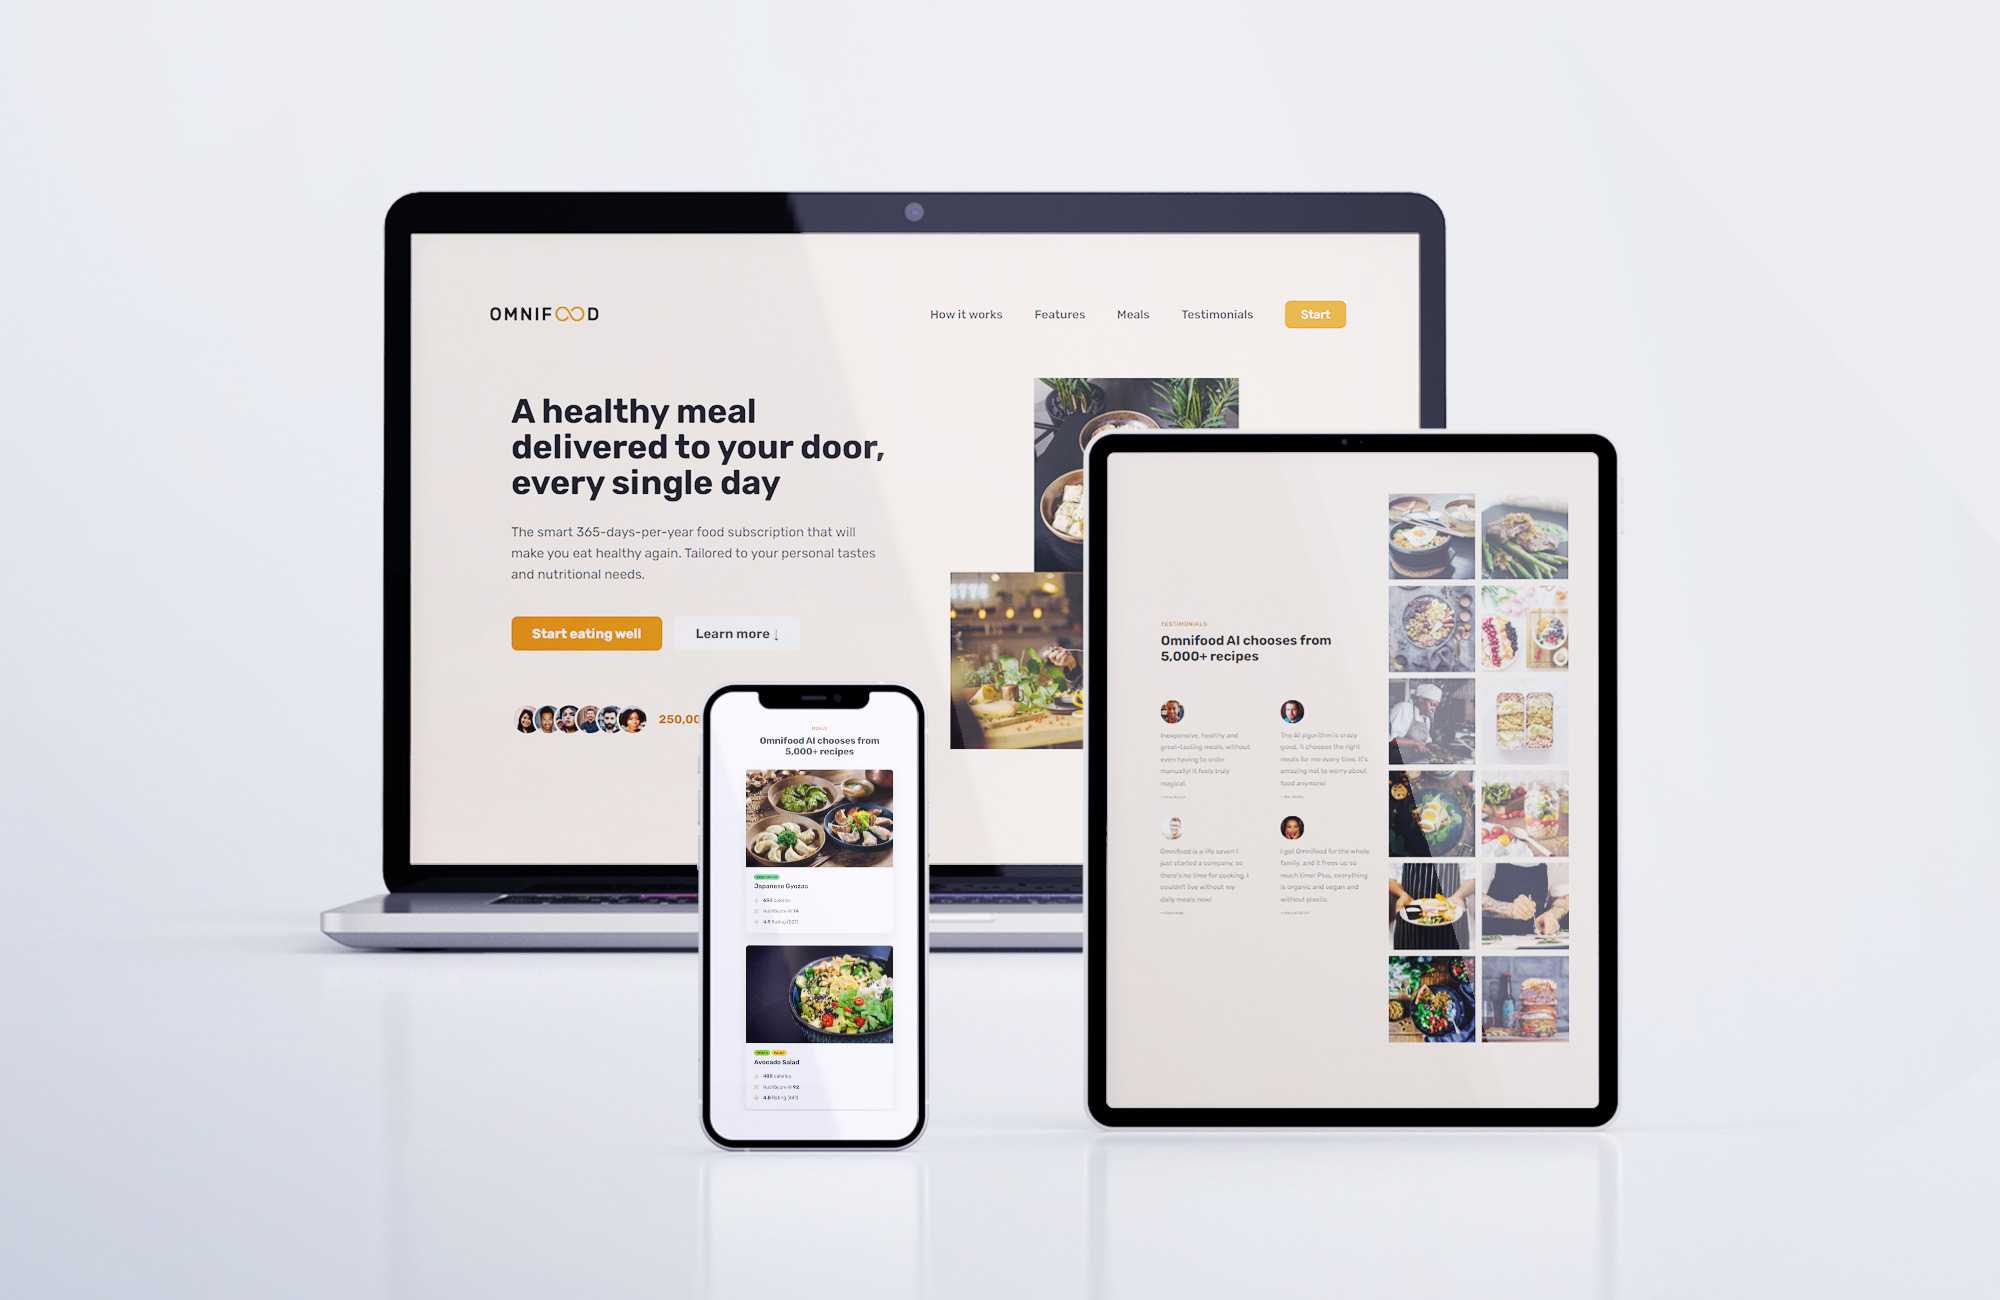 OMNIFOOD
How it works
Features
Meals
Testimonials
Start
A healthy meal
delivered to your door,
every single day
The smart 365-days-per-year food subscription that will
make you eat healthy again. Tailored to your personal tastes
and nutritional needs.
Start eating well
Learn more ↓
250,00
MEALS
Omnifood AI chooses from
5,000+ recipes
VEGETARIAN
Japanese Gyozas
650 calories
NutriScore ® 74
4.9 Rating (537)
VEGAN PALEO
Avocado Salad
400 calories
NutriScore ® 92
4.8 Rating (441)
TESTIMONIALS
Omnifood AI chooses from
5,000+ recipes
Inexpensive, healthy and
great-tasting meals, without
even having to order
manually! It feels truly
magical.
The AI algorithm is crazy
good, it chooses the right
meals for me every time. It's
amazing not to worry about
food anymore!
Omnifood is a life saver! I
just started a company, so
there's no time for cooking. I
couldn't live without my
daily meals now!
I got Omnifood for the whole
family, and it frees up so
much time! Plus, everything
is organic and vegan and
without plastic.